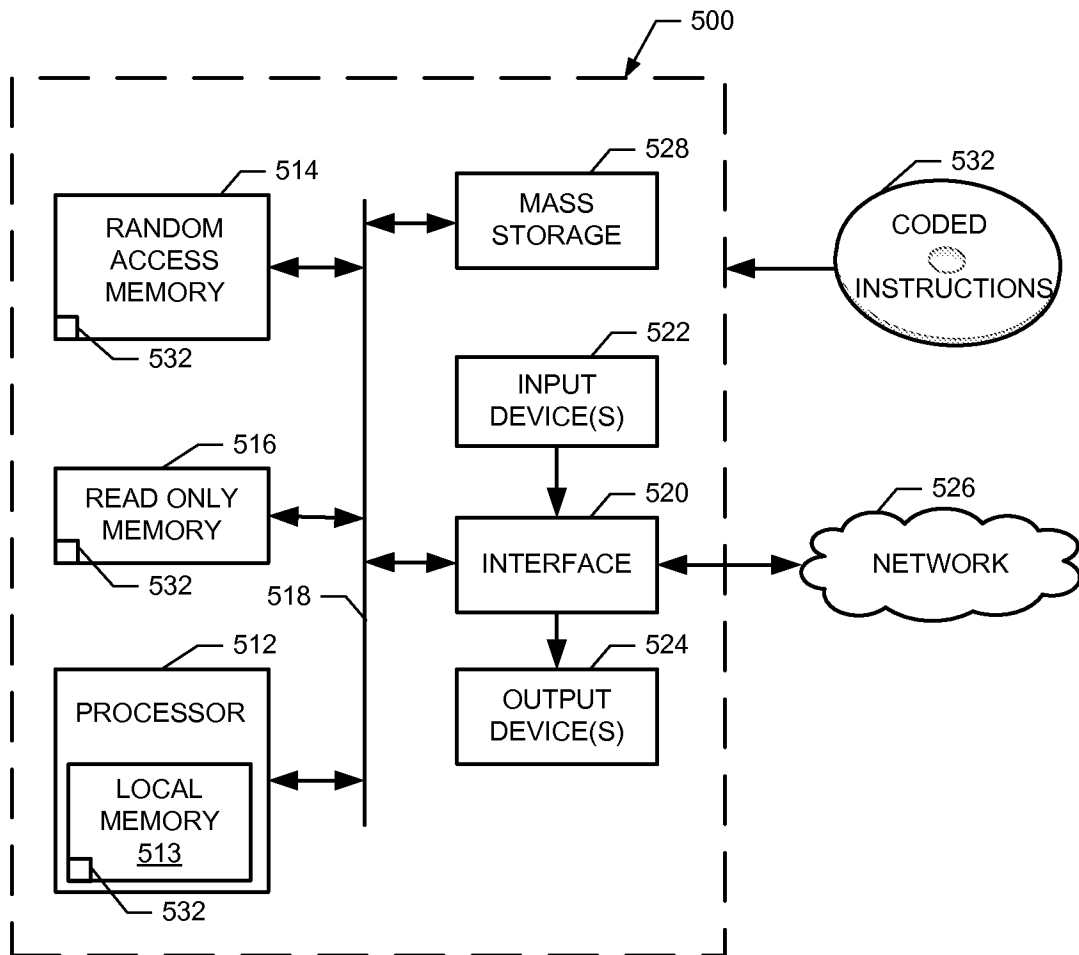 500
514
RANDOM
ACCESS
MEMORY
532
528
MASS
STORAGE
532
CODED
INSTRUCTIONS
522
INPUT
DEVICE(S)
516
READ ONLY
MEMORY
532
520
INTERFACE
526
NETWORK
518
512
PROCESSOR
LOCAL
MEMORY
513
532
524
OUTPUT
DEVICE(S)